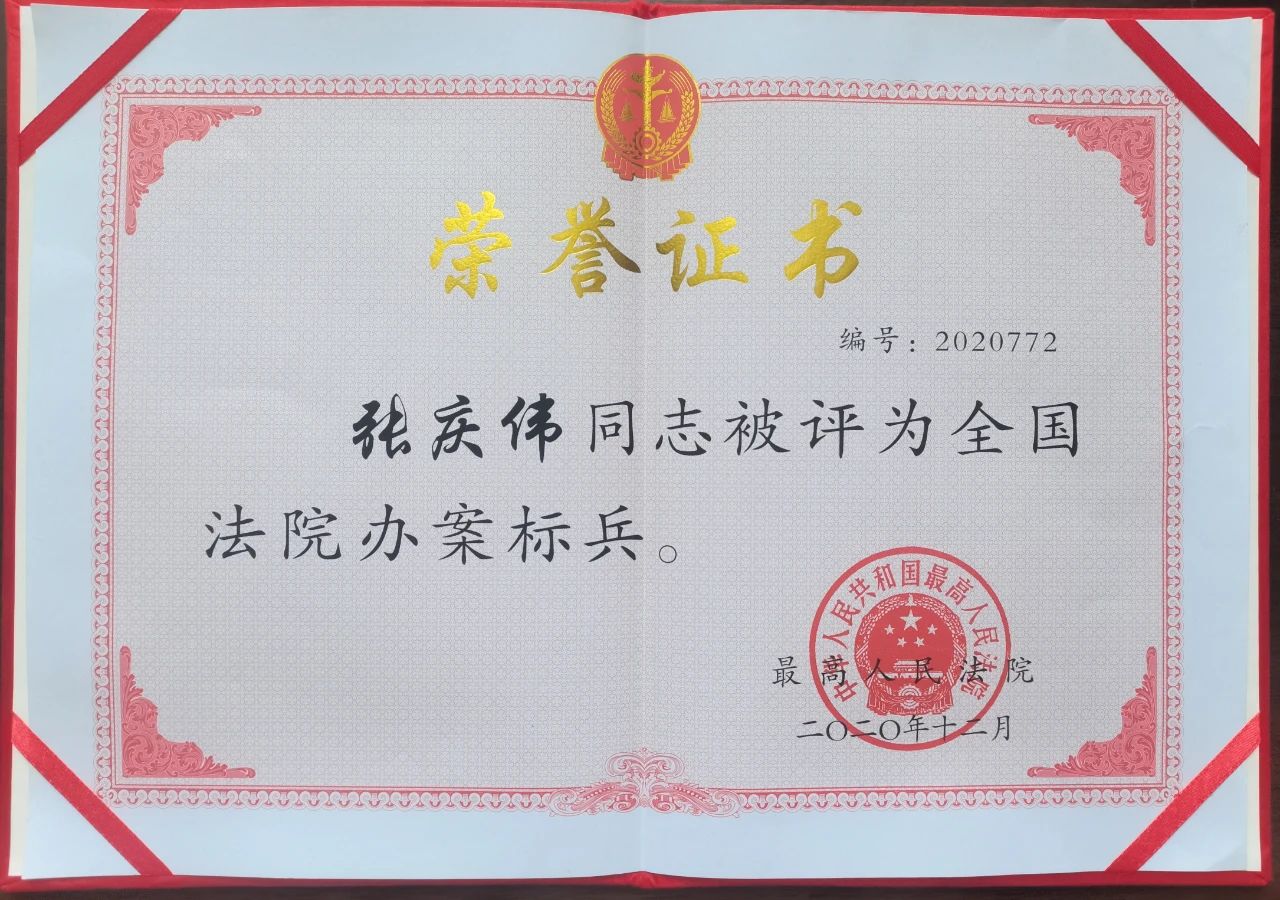 荣誉证书
编号：2020772
张庆伟同志被评为全国
法院办案标兵。
中华人民共和国最高人民法院
最高人民法院
二〇二〇年十二月